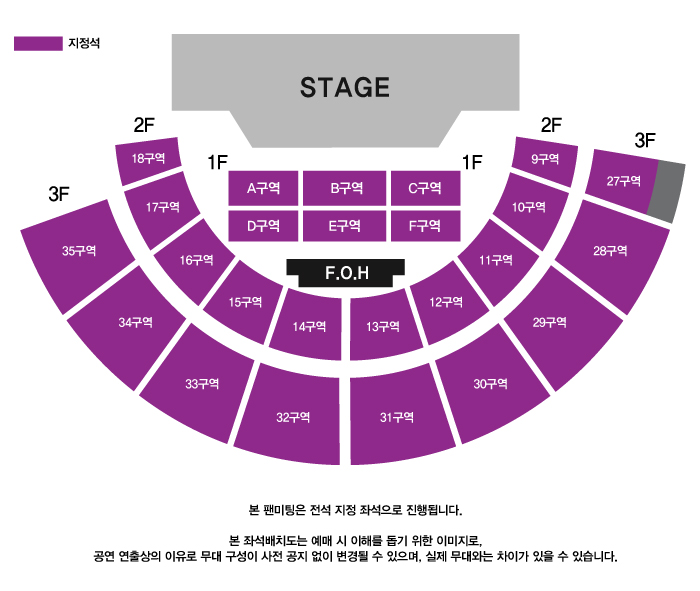 지정석
STAGE
2F
2F
3F
18구역
9구역
1F
1F
27구역
A구역
B구역
C구역
3F
17구역
10구역
D구역
E구역
F구역
35구역
28구역
16구역
11구역
F.O.H
15구역
12구역
34구역
14구역
13구역
29구역
33구역
30구역
32구역
31구역
본 팬미팅은 전석 지정 좌석으로 진행됩니다.
본 좌석배치도는 예매 시 이해를 돕기 위한 이미지로,
공연 연출상의 이유로 무대 구성이 사전 공지 없이 변경될 수 있으며, 실제 무대와는 차이가 있을 수 있습니다.